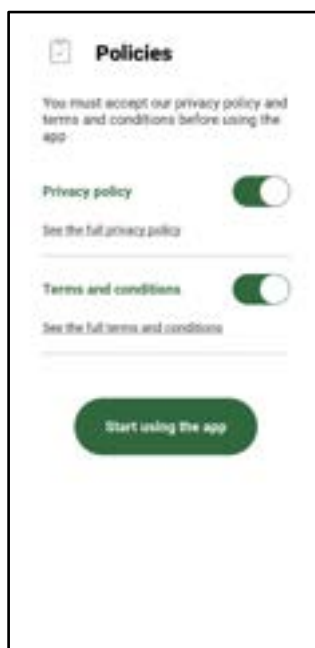 Policies
You must accept our privacy policy and
terms and conditions before using the
app
Privacy policy
See the full privacy policy
Terms and conditions
See the full terms and conditions
Start using the app